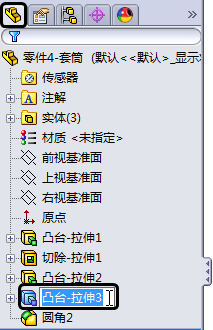 零件4-套筒 (默认<<默认>_显示
传感器
注解
实体(3)
材质 <未指定>
前视基准面
上视基准面
右视基准面
原点
凸台-拉伸1
切除-拉伸1
凸台-拉伸2
凸台-拉伸3
圆角2